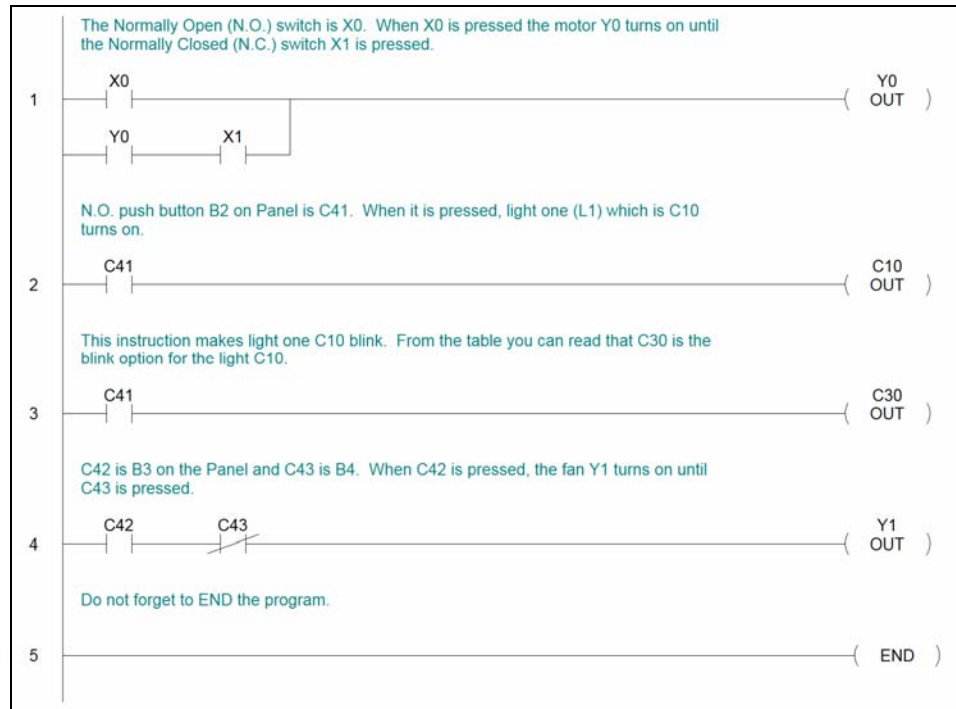 The Normally Open (N.O.) switch is X0. When X0 is pressed the motor Y0 turns on until
the Normally Closed (N.C.) switch X1 is pressed.
X0
Y0
1
OUT
Y0
X1
N.O. push button B2 on Panel is C41. When it is pressed, light one (L1) which is C10
turns on.
C41
C10
2
OUT
This instruction makes light one C10 blink. From the table you can read that C30 is the
blink option for the light C10.
C41
C30
3
OUT
C42 is B3 on the Panel and C43 is B4. When C42 is pressed, the fan Y1 turns on until
C43 is pressed.
C42
C43
Y1
4
OUT
Do not forget to END the program.
5
END